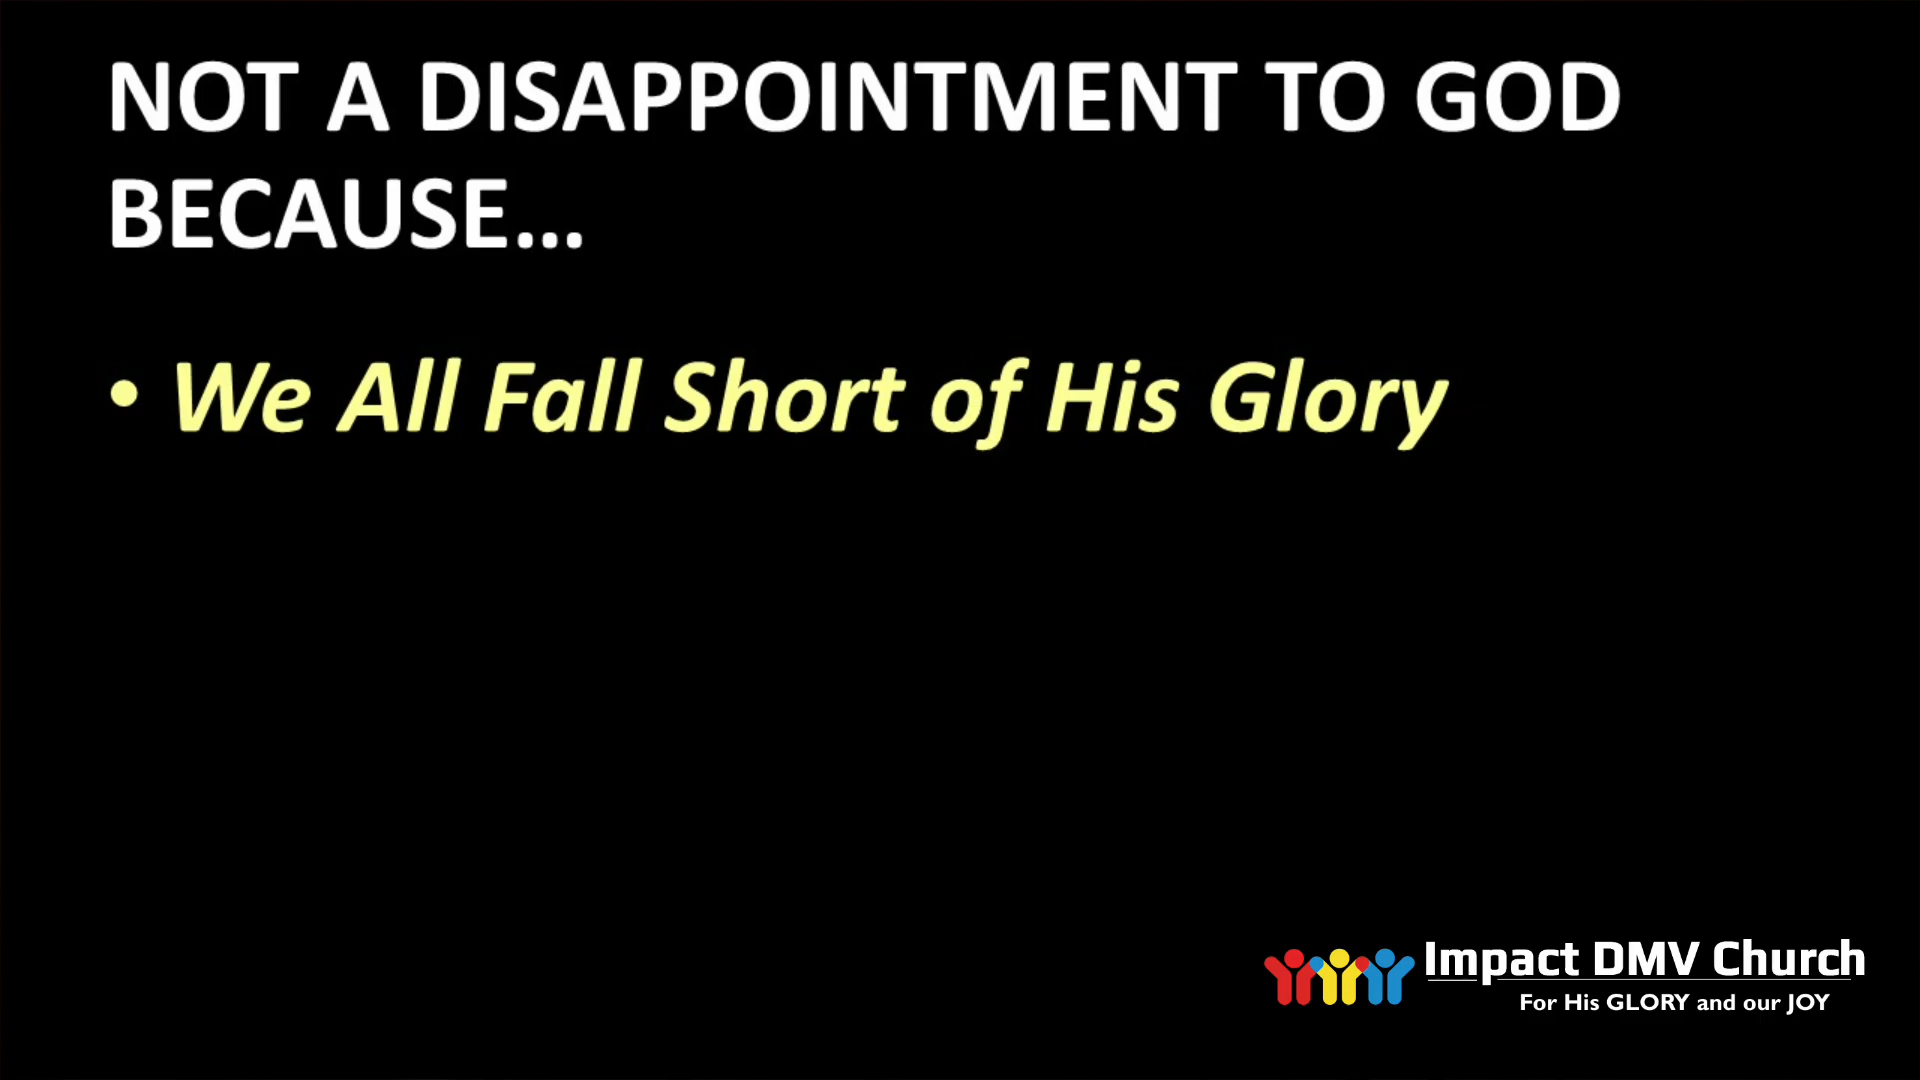 NOT A DISAPPOINTMENT TO GOD
BECAUSE...
• We All Fall Short of His Glory
Impact DMV Church
For His GLORY and our JOY